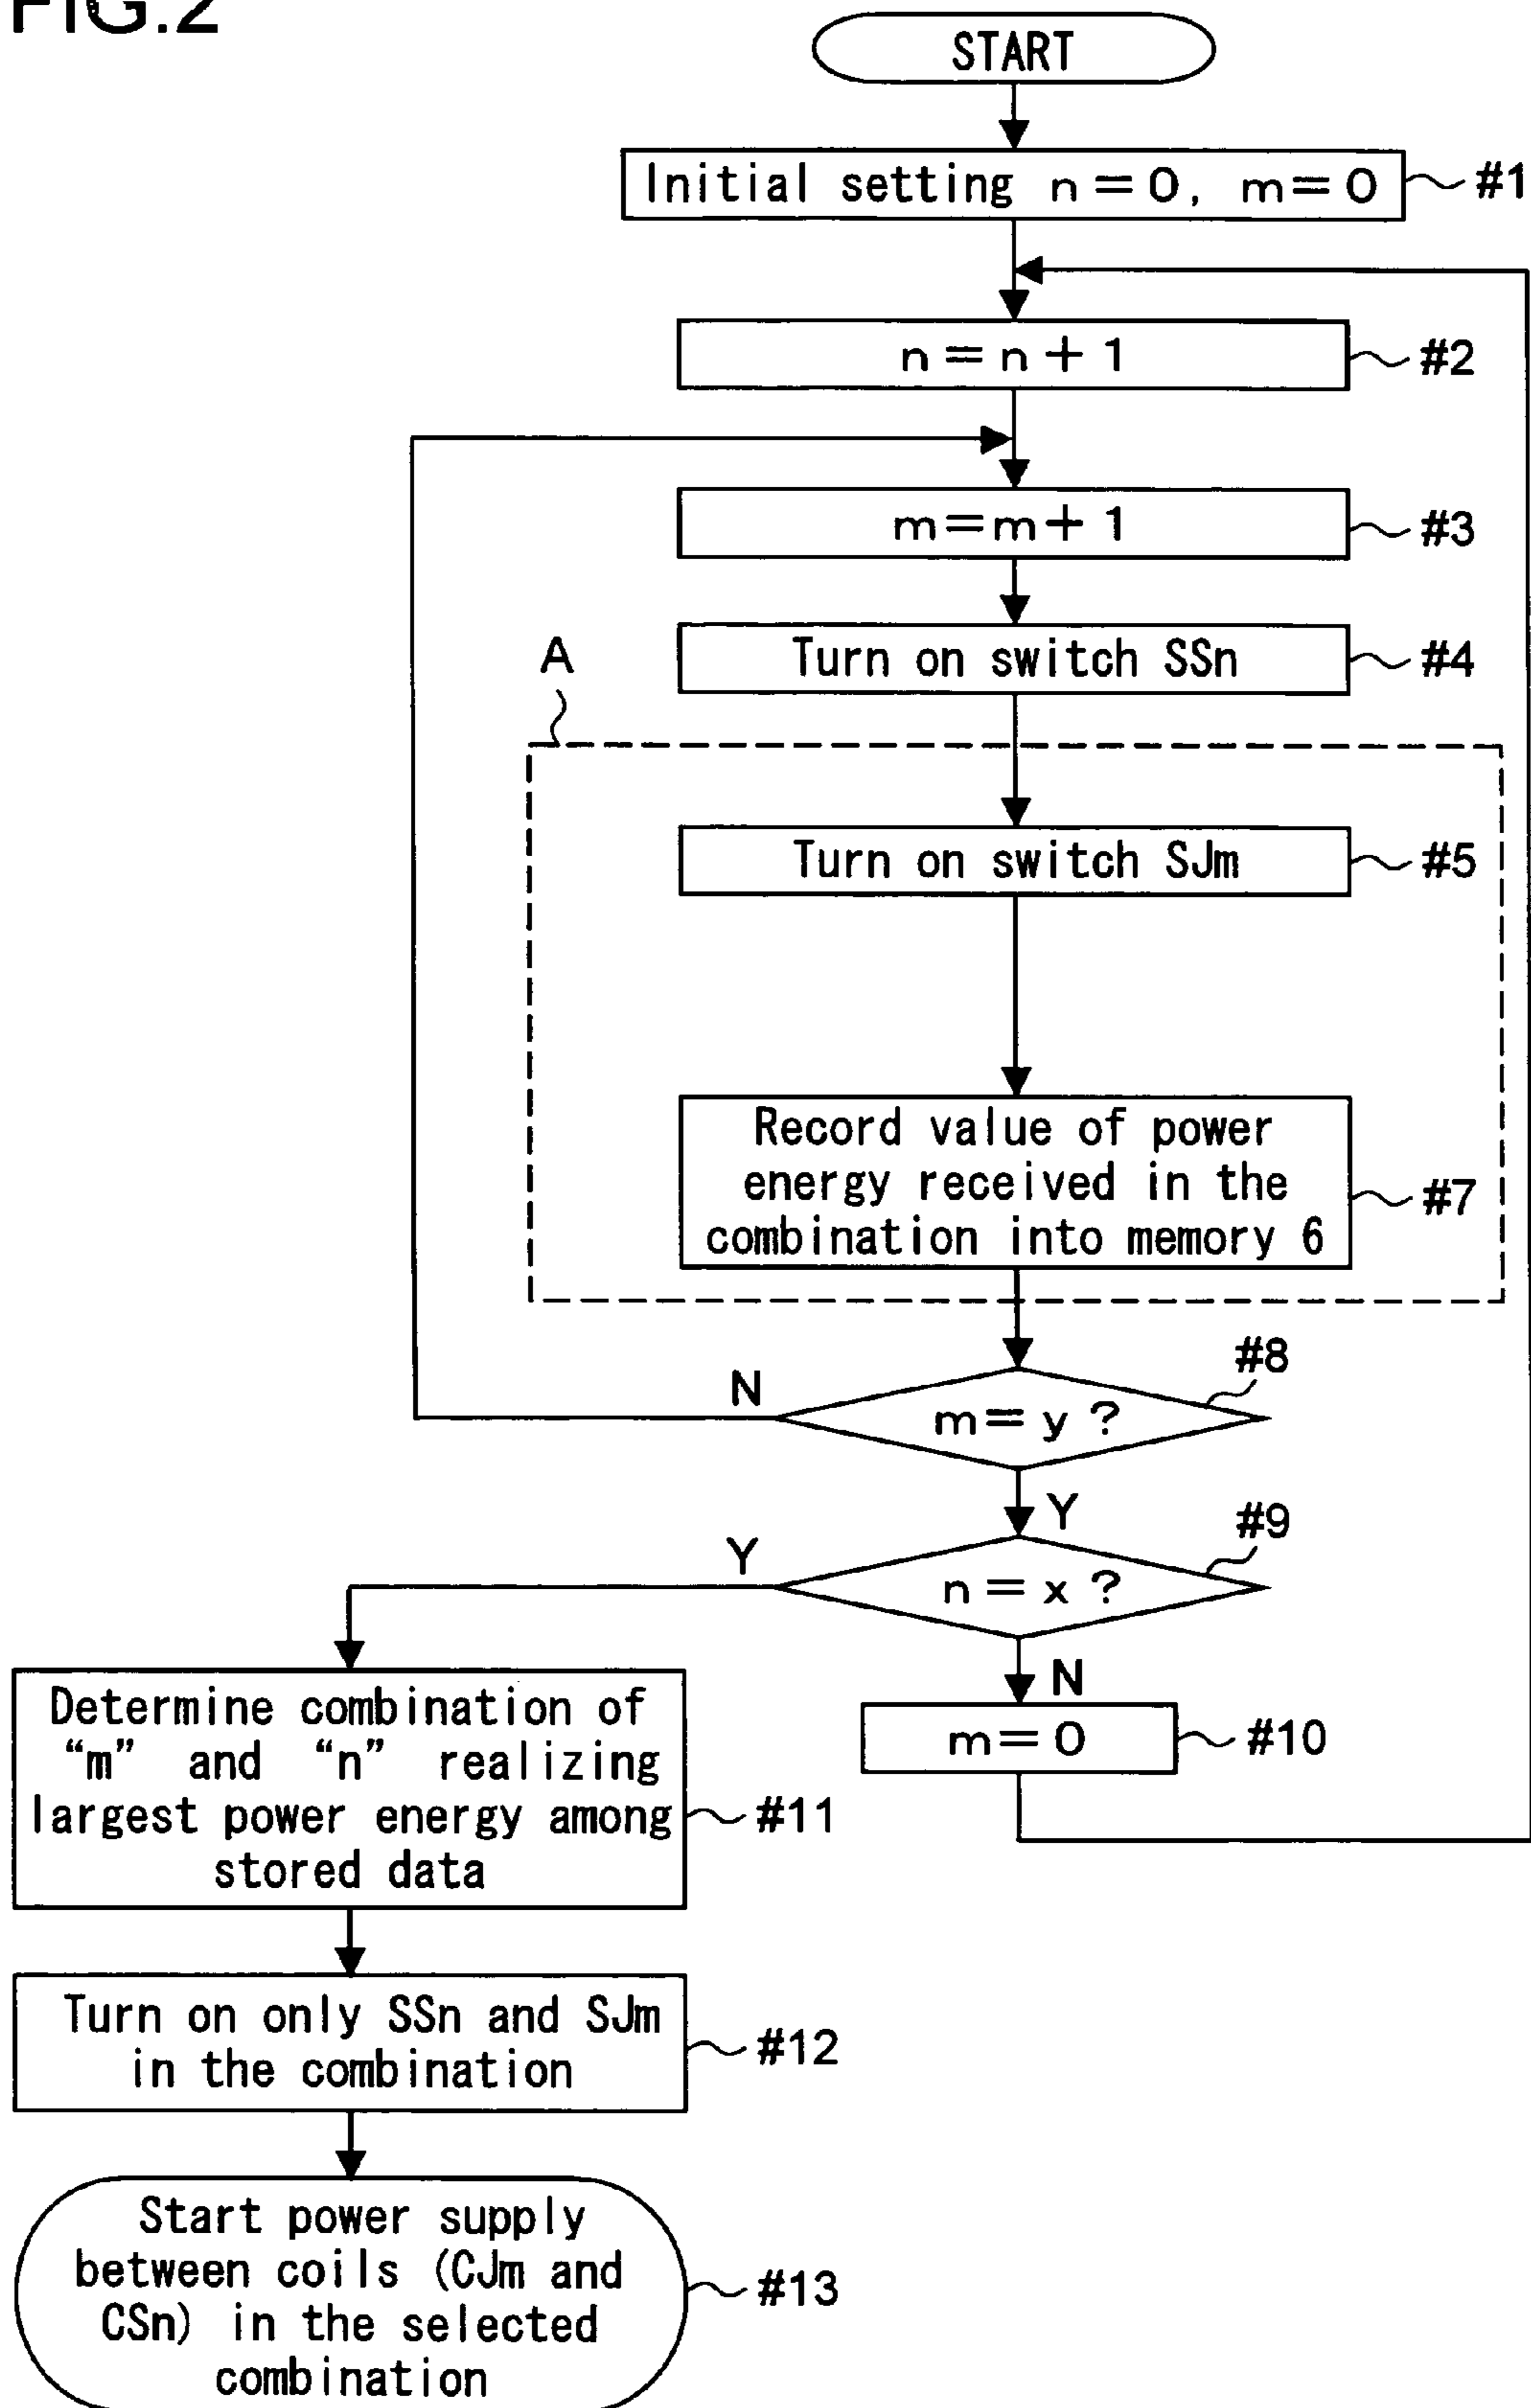 FIG.2
START
Initial setting n=0, m=0
#1
n=n+1
#2
m=m+1
#3
Turn on switch SSn
#4
A
Turn on switch SJm
#5
Record value of power
energy received in the
combination into memory 6
#7
#8
N
m=y?
Y
#9
Y
n=x?
N
m=0
#10
Determine combination of
“m” and “n” realizing
largest power energy among
stored data
#11
Turn on only SSn and SJm
in the combination
#12
Start power supply
between coils (CJm and
CSn) in the selected
combination
#13